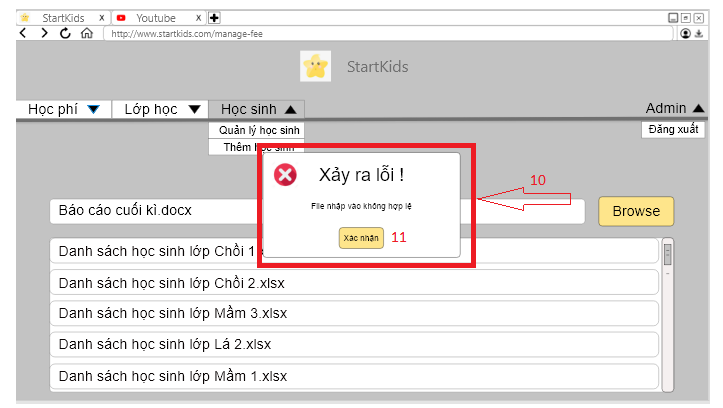 StartKids x Youtube x
http://www.startkids.com/manage-fee
StartKids
Học phí Lớp học Học sinh Admin
Quản lý học sinh Đăng xuất
Thêm học sinh
Xảy ra lỗi !
10
File nhập vào không hợp lệ
Báo cáo cuối kì.docx Browse
Xác nhận 11
Danh sách học sinh lớp Chồi 1
Danh sách học sinh lớp Chồi 2.xlsx
Danh sách học sinh lớp Mầm 3.xlsx
Danh sách học sinh lớp Lá 2.xlsx
Danh sách học sinh lớp Mầm 1.xlsx